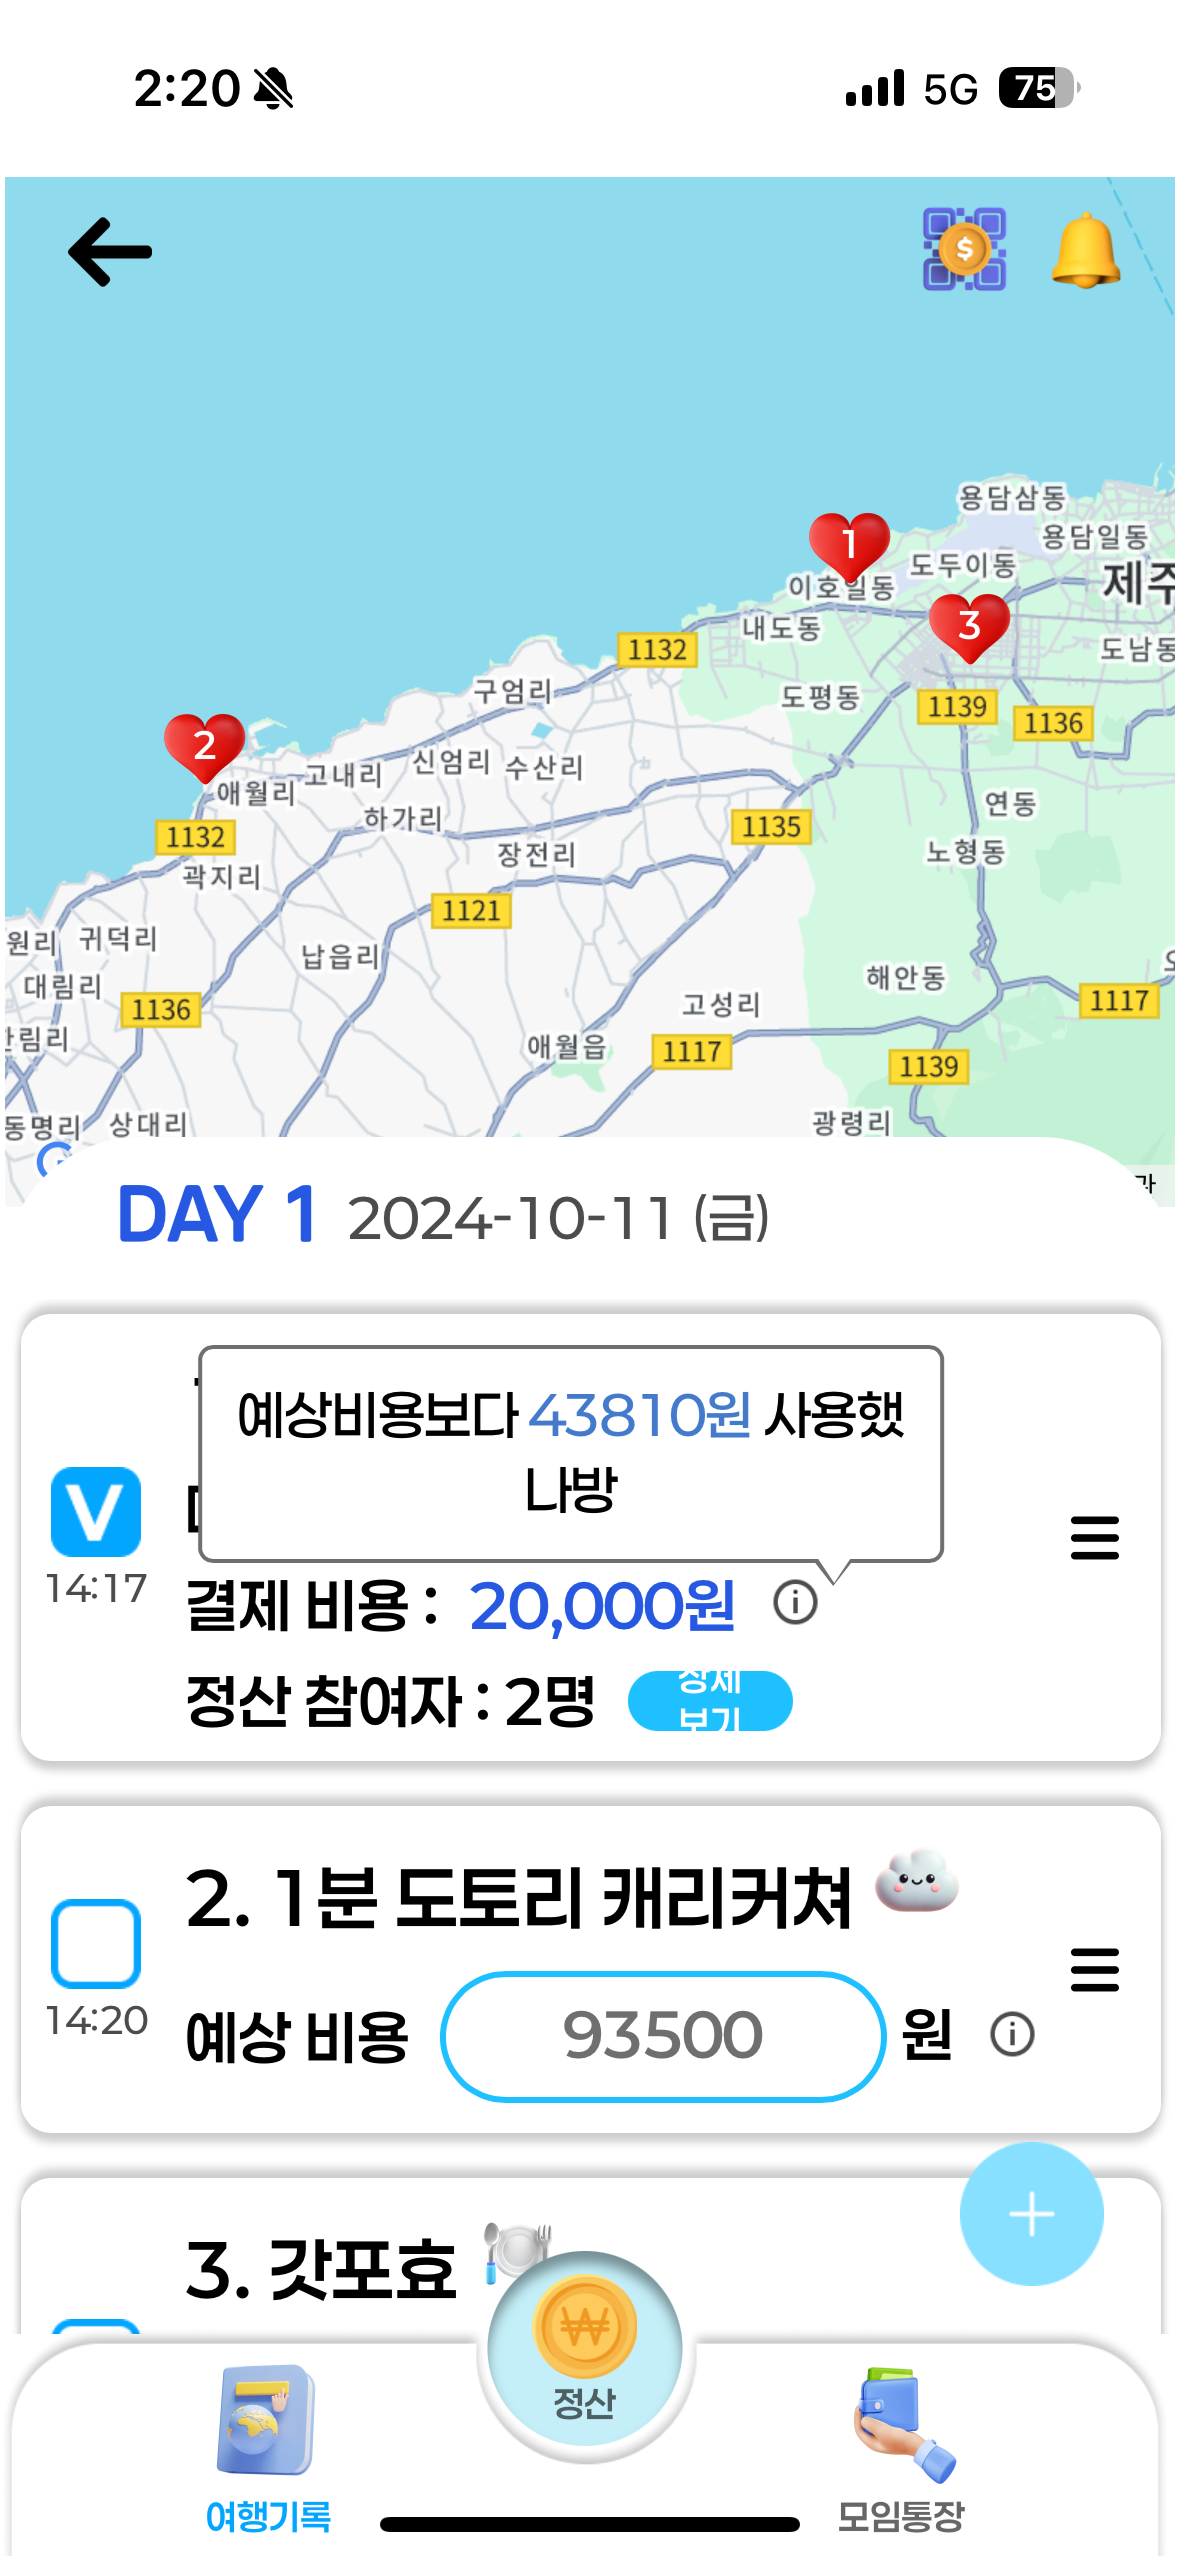 2:20
5G 75
용담삼동
용담일동
1
이호일동
도두이동
제주
3
내도동
도남동
1132
구엄리
도평동
1139
1136
2
신엄리
수산리
고내리
애월리
하가리
연동
1132
1135
장전리
노형동
곽지리
1121
귀덕리
원리
납읍리
대림리
해안동
1136
고성리
1117
한림리
애월읍
1117
1139
동명리
상대리
광령리
DAY 1 2024-10-11 (금)
예상비용보다 43810원 사용했
나방
V
14:17
결제 비용 : 20,000원
정산 참여자 : 2명
상세
보기
2. 1분 도토리 캐리커쳐
14:20
예상 비용 93500 원
3. 갓포효
정산
여행기록
모임통장